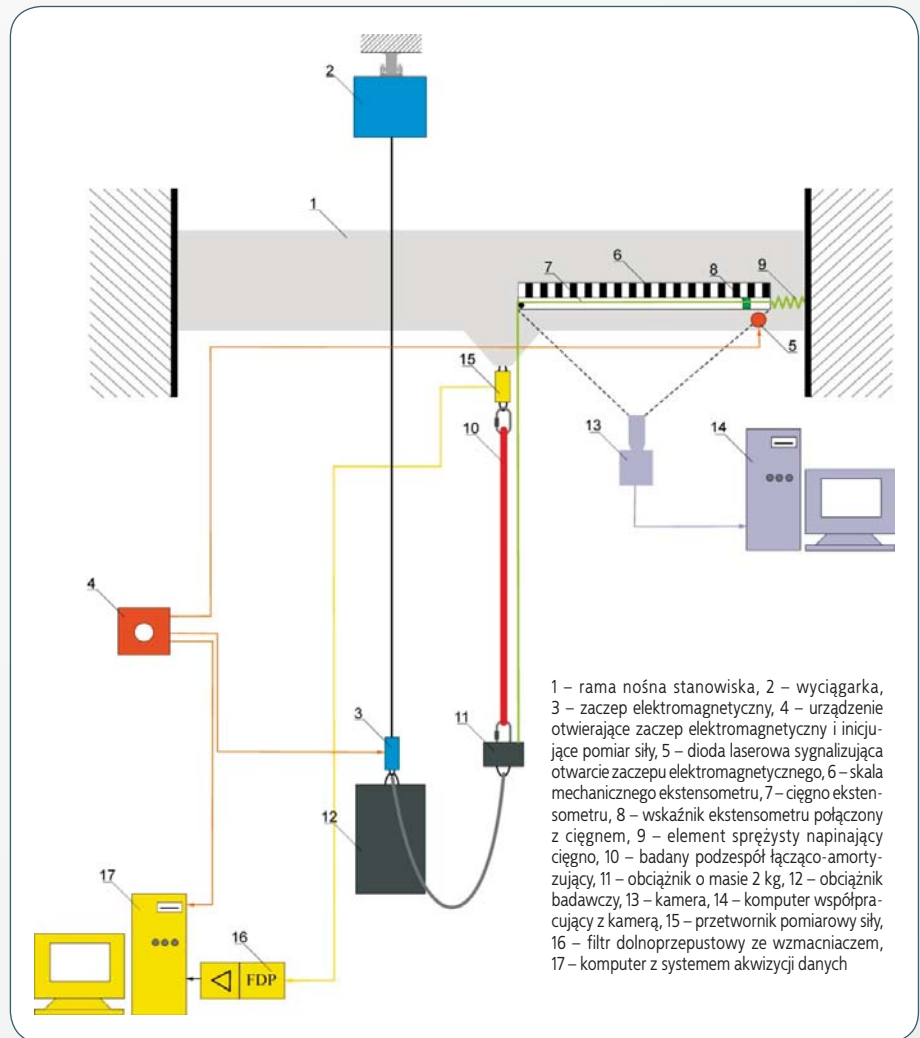 2
1
6
7
8
9
5
15
10
13
14
4
3
11
12
17
16
FDP
1 – rama nośna stanowiska, 2 – wyciągarka,
3 – zaczep elektromagnetyczny, 4 – urządzenie
otwierające zaczep elektromagnetyczny i inicju-
jące pomiar siły, 5 – dioda laserowa sygnalizująca
otwarcie zaczepu elektromagnetycznego, 6 – skala
mechanicznego ekstensometru, 7 – cięgno eksten-
sometru, 8 – wskaźnik ekstensometru połączony
z cięgnem, 9 – element sprężysty napinający
cięgno, 10 – badany podzespół łącząco-amorty-
zujący, 11 – obciążnik o masie 2 kg, 12 – obciążnik
badawczy, 13 – kamera, 14 – komputer współpra-
cujący z kamerą, 15 – przetwornik pomiarowy siły,
16 – filtr dolnoprzepustowy ze wzmacniaczem,
17 – komputer z systemem akwizycji danych